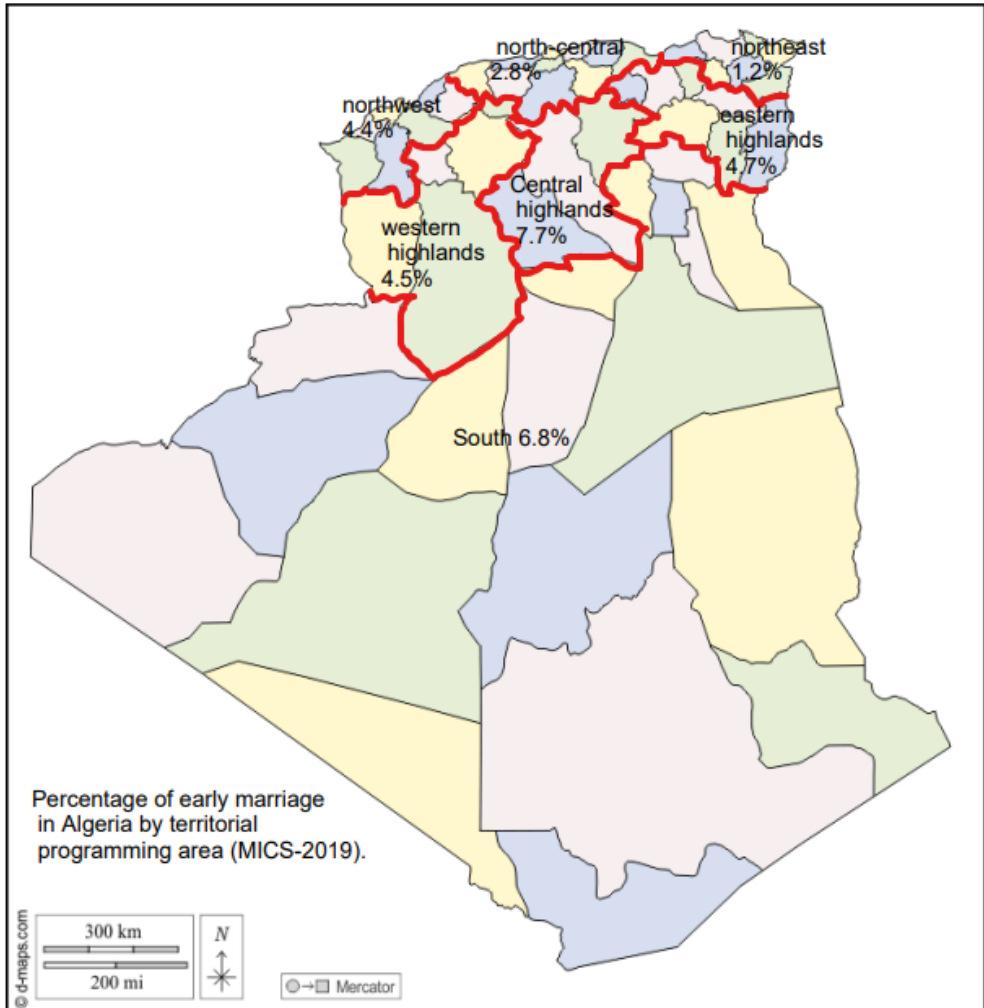 north-central
2.8%
northeast
1.2%
northwest
4.4%
eastern
highlands
4.7%
Central
highlands
7.7%
western
highlands
4.5%
South 6.8%
Percentage of early marriage
in Algeria by territorial
programming area (MICS-2019).
© d-maps.com
300 km
200 mi
N
Mercator